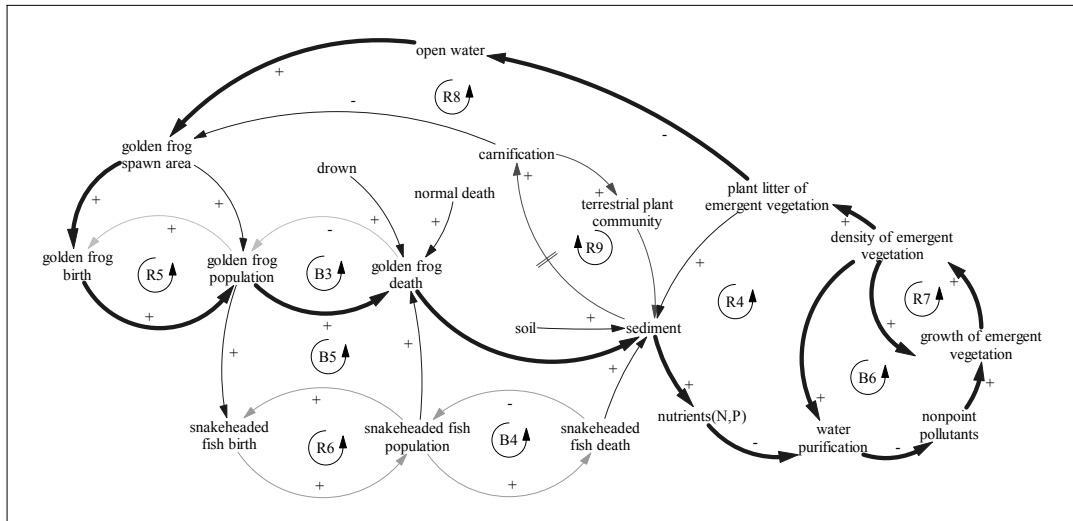 open water
+
R8
-
-
golden frog
spawn area
carnification
drown
+
normal death
+
terrestrial plant
community
plant litter of
emergent vegetation
+
+
+
+
+
-
+
density of emergent
vegetation
golden frog
birth
R5
golden frog
population
B3
golden frog
death
R9
+
R4
R7
+
+
+
soil
+
sediment
+
growth of emergent
vegetation
B5
+
+
B6
+
+
+
+
-
nutrients(N,P)
+
nonpoint
pollutants
snakeheaded
fish birth
R6
snakeheaded fish
population
B4
snakeheaded
fish death
-
water
purification
-
+
+